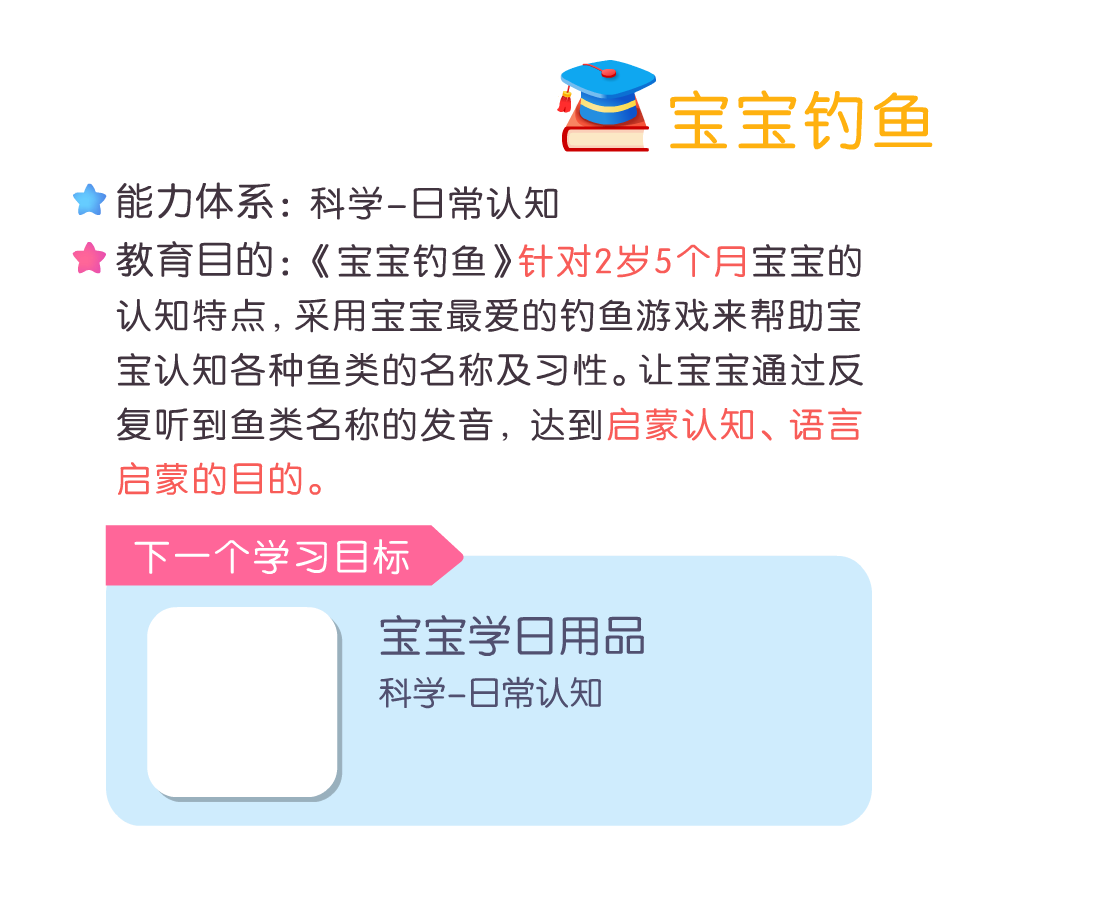 宝宝钓鱼
能力体系：科学-日常认知
教育目的：《宝宝钓鱼》针对2岁5个月宝宝的
认知特点，采用宝宝最爱的钓鱼游戏来帮助宝
宝认知各种鱼类的名称及习性。让宝宝通过反
复听到鱼类名称的发音，达到启蒙认知、语言
启蒙的目的。
下一个学习目标
宝宝学日用品
科学-日常认知